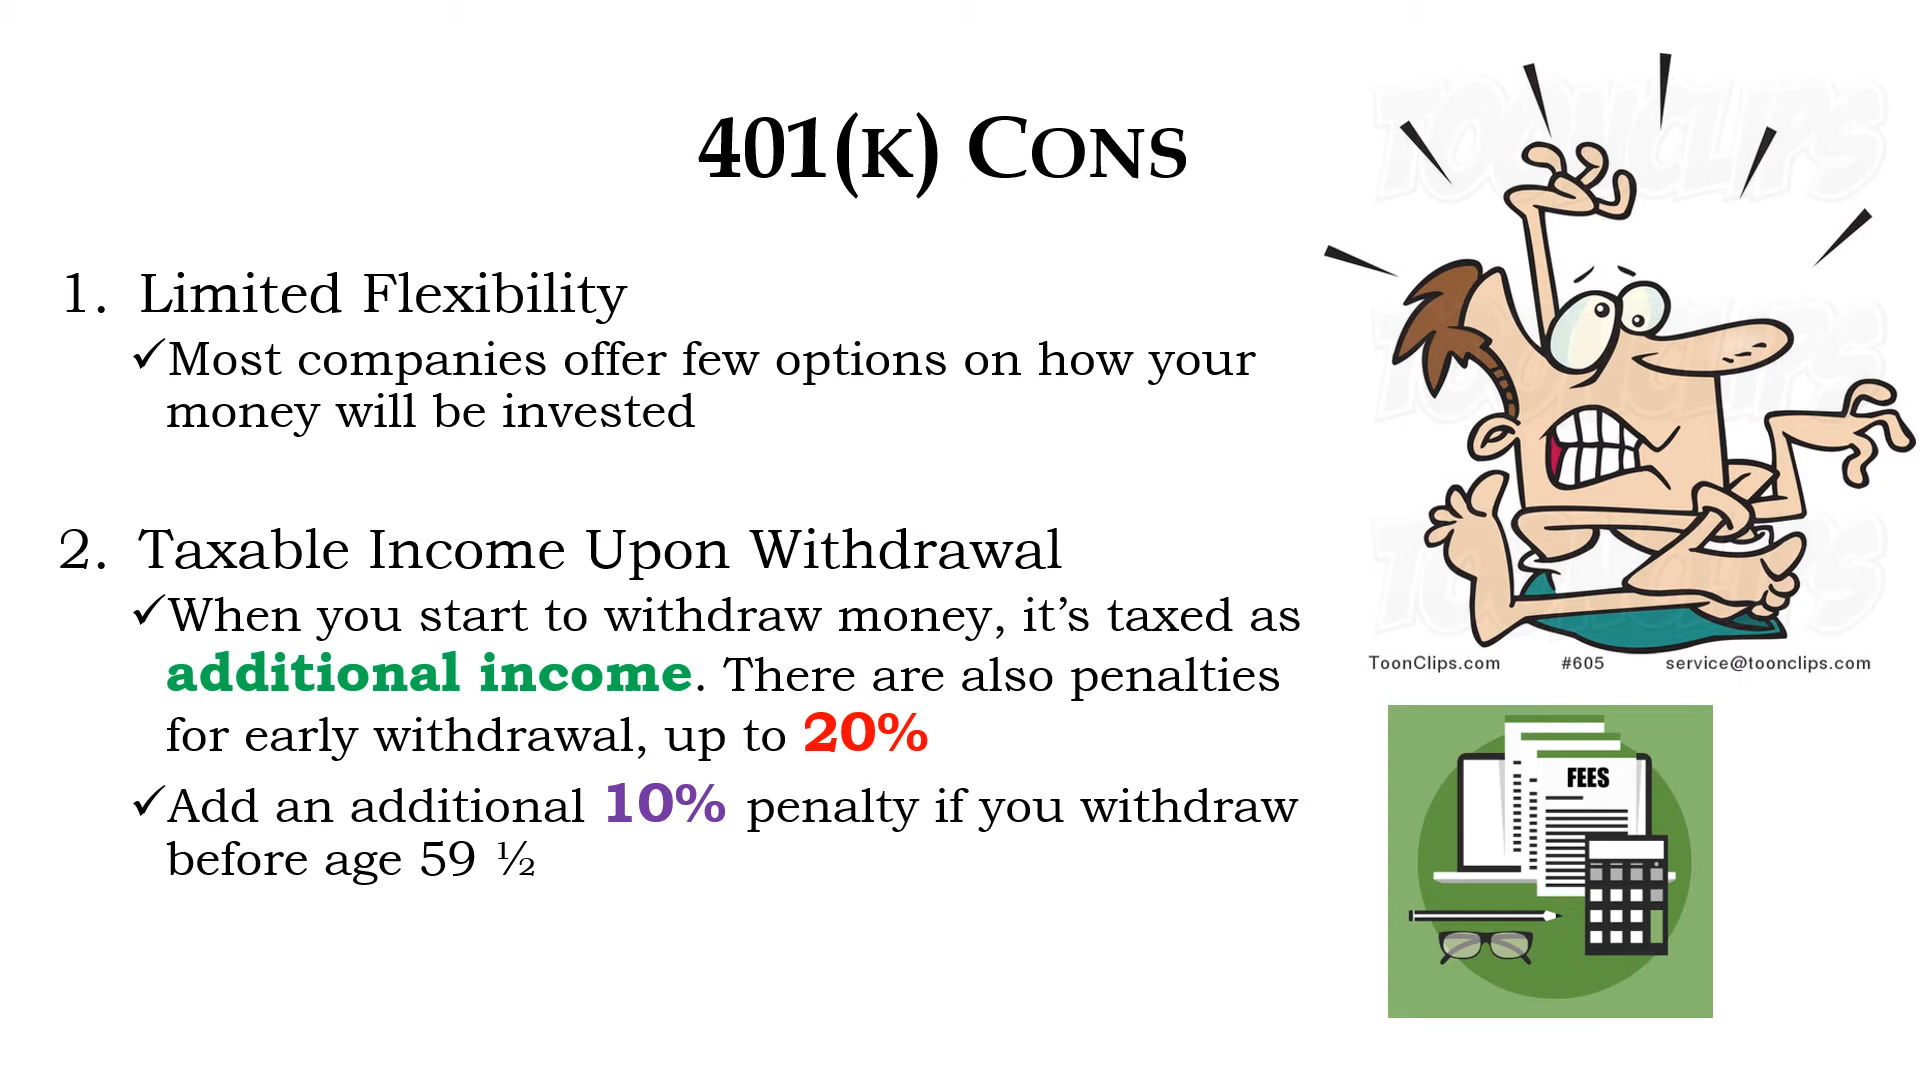 401(K) CONS
1. Limited Flexibility
✓Most companies offer few options on how your
money will be invested
2. Taxable Income Upon Withdrawal
✓When you start to withdraw money, it’s taxed as
additional income. There are also penalties
for early withdrawal, up to 20%
✓Add an additional 10% penalty if you withdraw
before age 59 ½
TOONCLIPS
TOONCLIPS
TOONCLIPS
ToonClips.com #605 service@toonclips.com
FEES